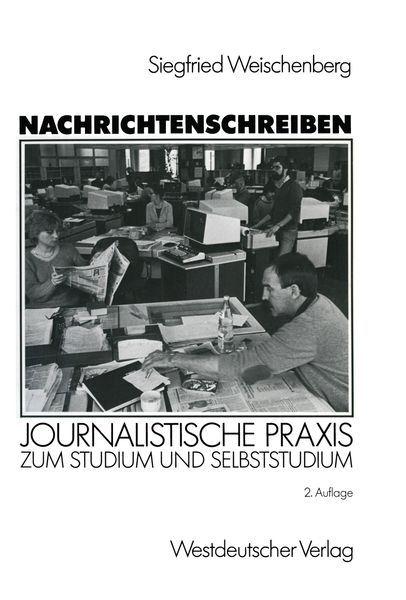 Siegfried Weischenberg
NACHRICHTENSCHREIBEN
JOURNALISTISCHE PRAXIS
ZUM STUDIUM UND SELBSTSTUDIUM
2. Auflage
Westdeutscher Verlag